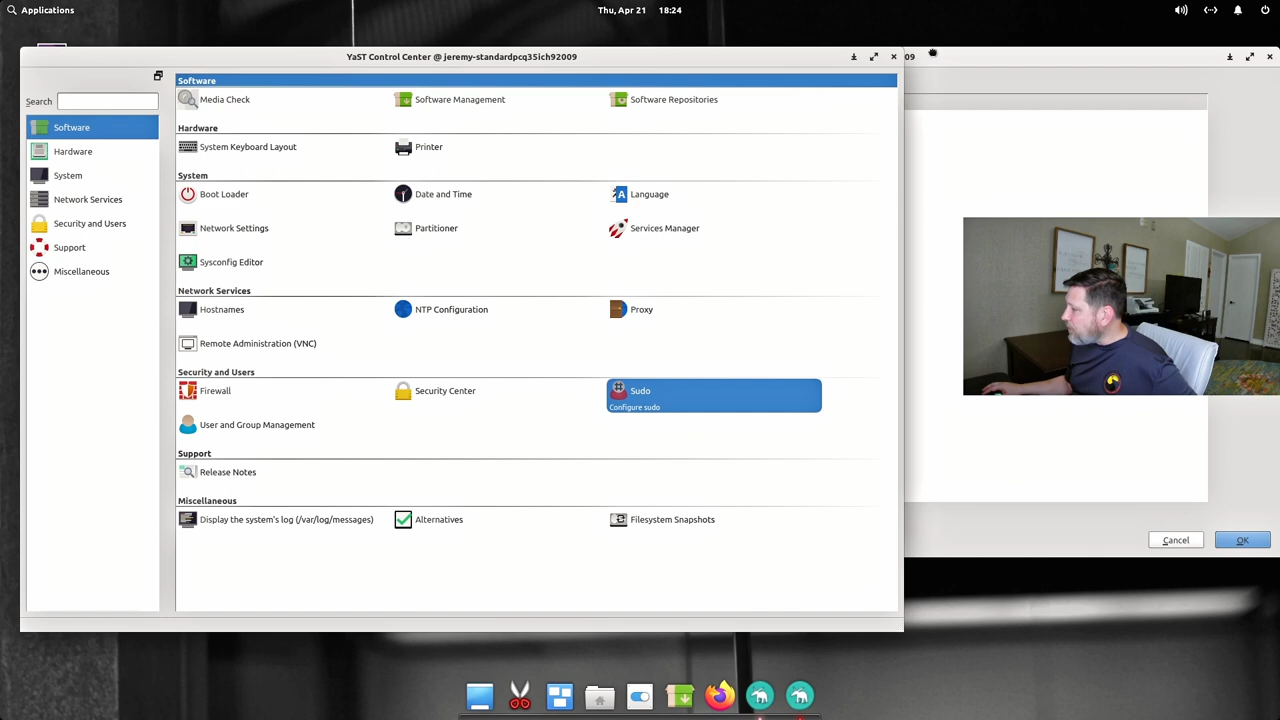 Applications
Thu, Apr 21 18:24
YaST Control Center @ jeremy-standardpcq35ich92009
09
Search
Software
Hardware
System
Network Services
Security and Users
Support
Miscellaneous
Software
Media Check
Software Management
Software Repositories
Hardware
System Keyboard Layout
Printer
System
Boot Loader
Date and Time
Language
Network Settings
Partitioner
Services Manager
Sysconfig Editor
Network Services
Hostnames
NTP Configuration
Proxy
Remote Administration (VNC)
Security and Users
Firewall
Security Center
Sudo
Configure sudo
User and Group Management
Support
Release Notes
Miscellaneous
Display the system's log (/var/log/messages)
Alternatives
Filesystem Snapshots
Cancel
OK